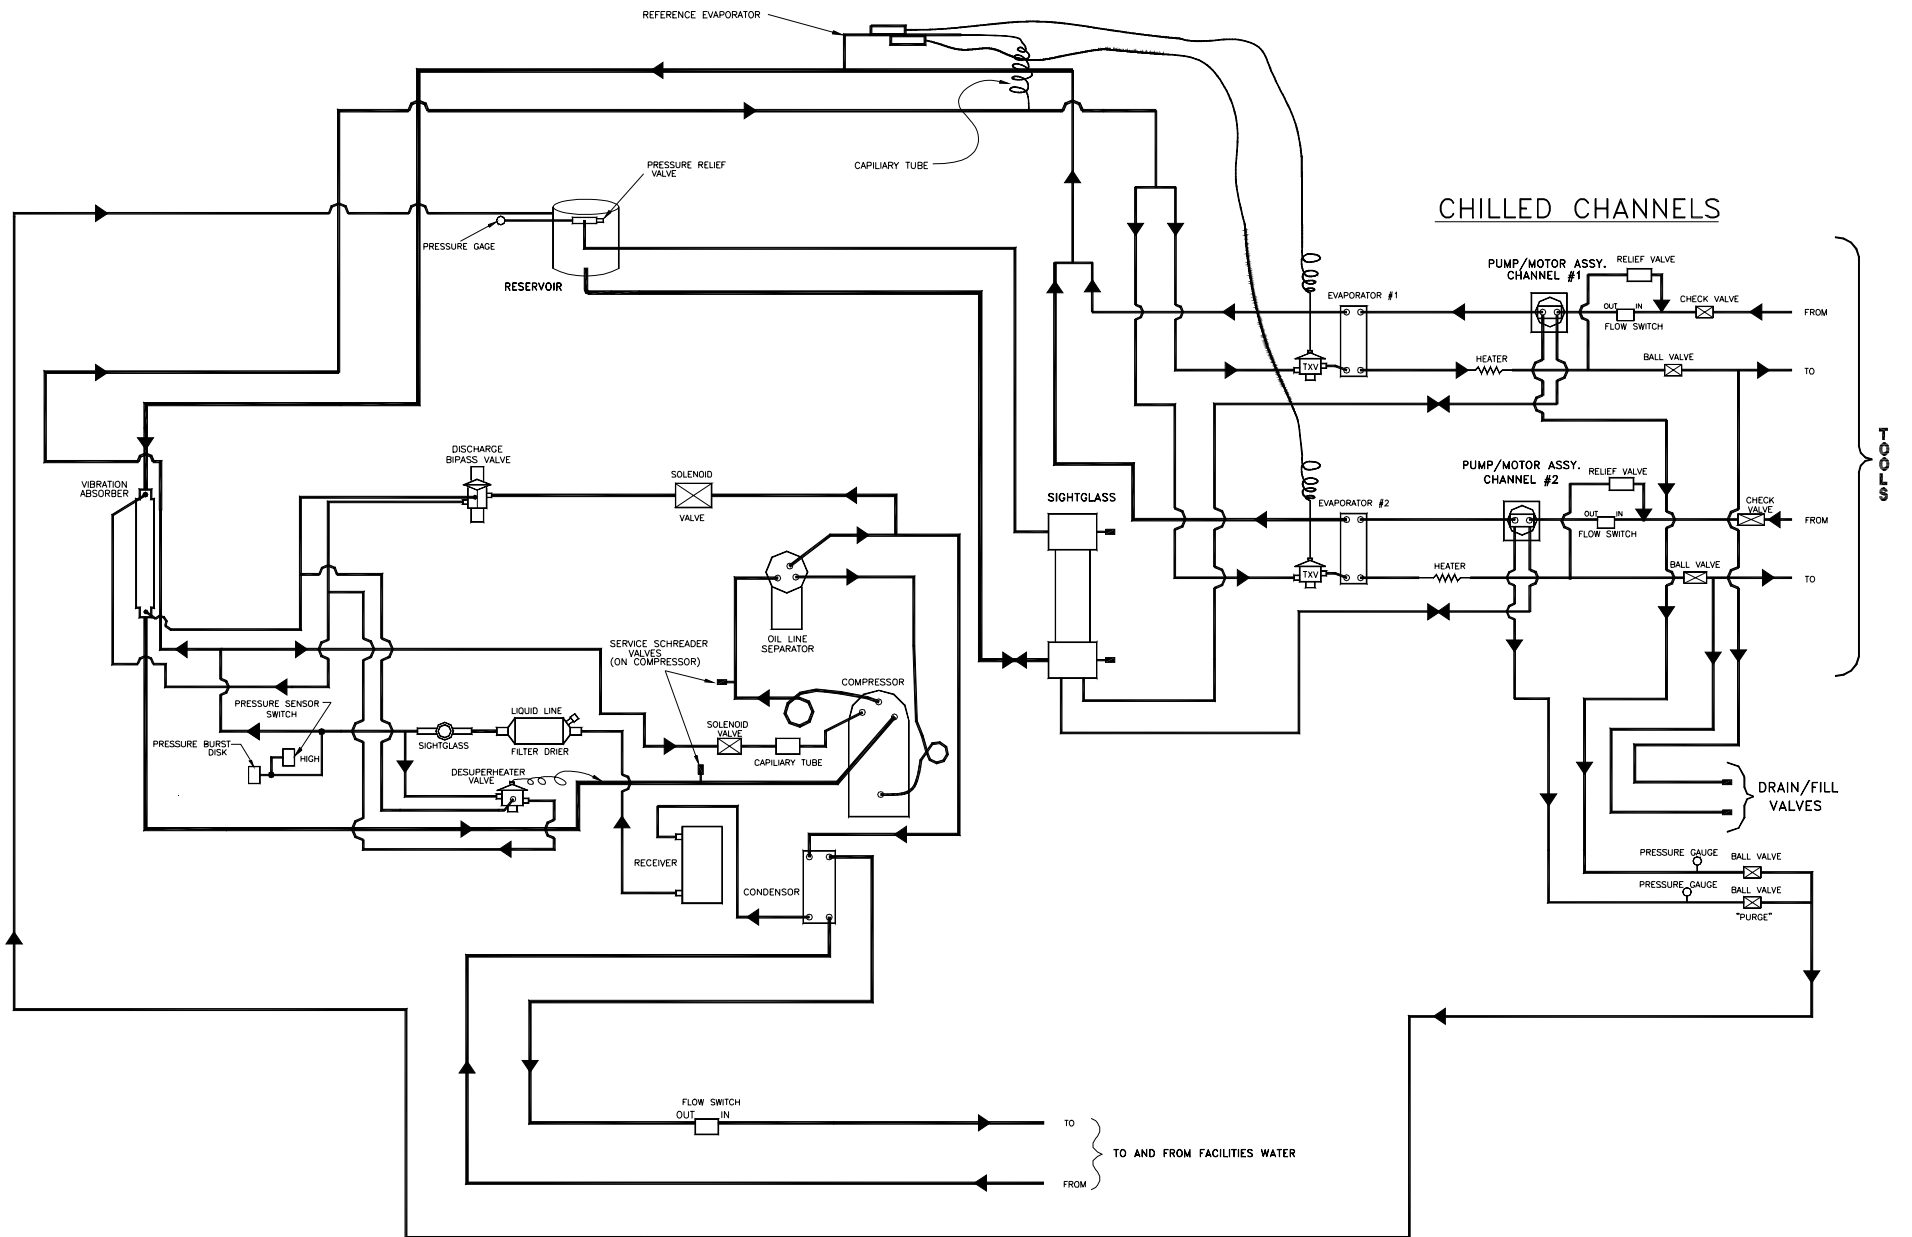 REFERENCE EVAPORATOR
CAPILIARY TUBE
PRESSURE RELIEF
VALVE
PRESSURE GAGE
RESERVOIR
CHILLED CHANNELS
PUMP/MOTOR ASSY.
CHANNEL #1
RELIEF VALVE
EVAPORATOR #1
OUT
IN
FLOW SWITCH
CHECK VALVE
FROM
TXV
HEATER
BALL VALVE
TO
TOOLS
DISCHARGE
BIPASS VALVE
SOLENOID
VALVE
VIBRATION
ABSORBER
SIGHTGLASS
PUMP/MOTOR ASSY.
CHANNEL #2
RELIEF VALVE
EVAPORATOR #2
OUT
IN
FLOW SWITCH
CHECK
VALVE
FROM
TXV
HEATER
BALL VALVE
TO
OIL LINE
SEPARATOR
SERVICE SCHREADER
VALVES
(ON COMPRESSOR)
COMPRESSOR
PRESSURE SENSOR
SWITCH
PRESSURE BURST
DISK
HIGH
SIGHTGLASS
LIQUID LINE
FILTER DRIER
SOLENOID
VALVE
CAPILIARY TUBE
DESUPERHEATER
VALVE
DRAIN/FILL
VALVES
RECEIVER
CONDENSOR
PRESSURE GAUGE
BALL VALVE
PRESSURE GAUGE
BALL VALVE
"PURGE"
FLOW SWITCH
OUT
IN
TO
TO AND FROM FACILITIES WATER
FROM